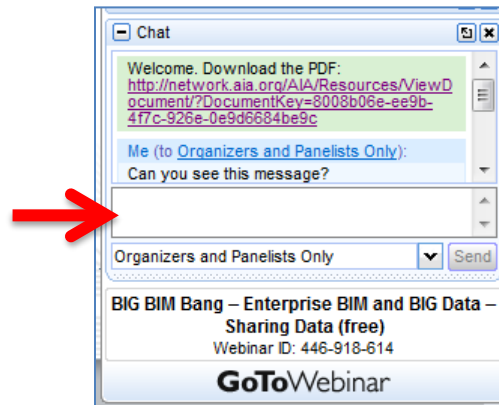 Chat
Welcome. Download the PDF:
http://network.aia.org/AIA/Resources/ViewD
ocument/?DocumentKey=8008b06e-ee9b-
4f7c-926e-0e9d6684be9c
Me (to Organizers and Panelists Only):
Can you see this message?
Organizers and Panelists Only
Send
BIG BIM Bang – Enterprise BIM and BIG Data –
Sharing Data (free)
Webinar ID: 446-918-614
GoToWebinar